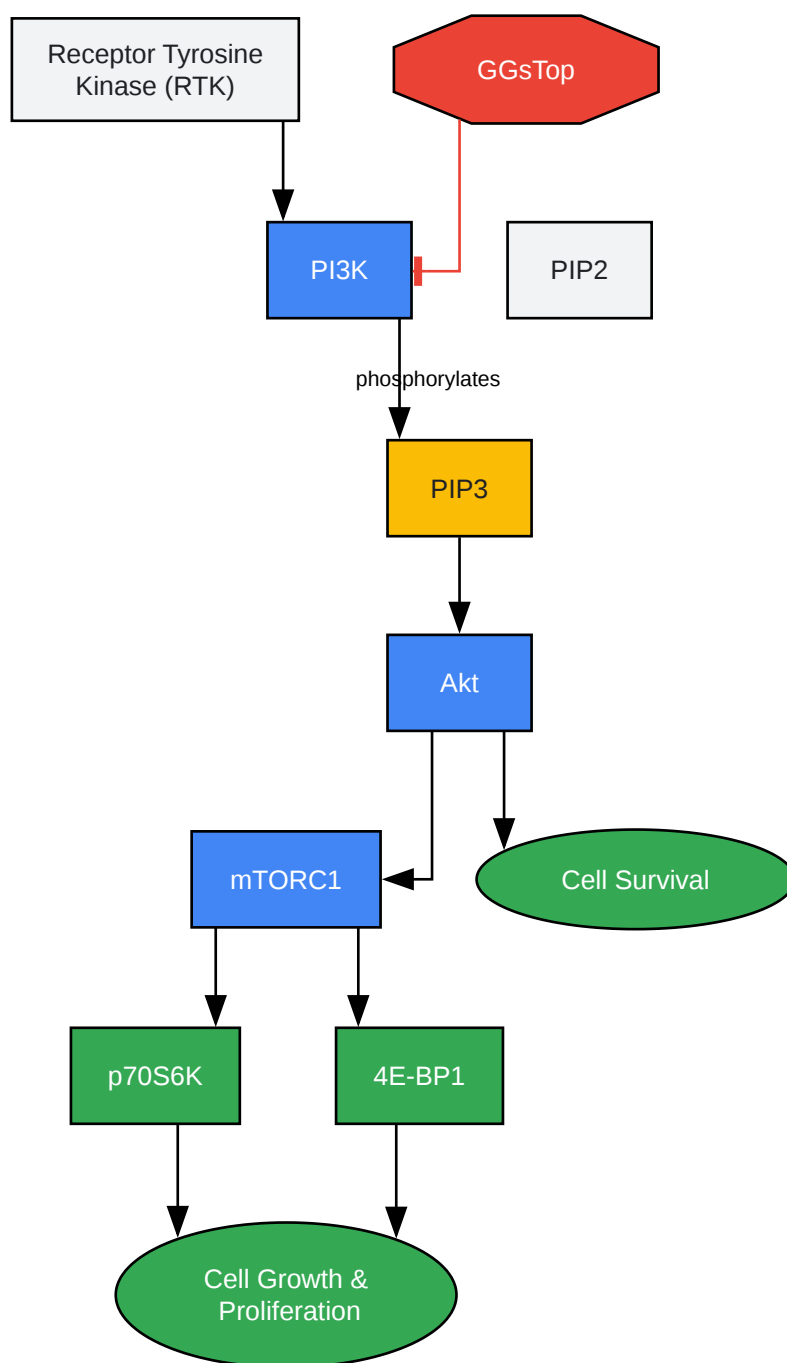 Receptor Tyrosine
Kinase (RTK)
GGsTop
PI3K
PIP2
phosphorylates
PIP3
Akt
mTORC1
Cell Survival
p70S6K
4E-BP1
Cell Growth &
Proliferation